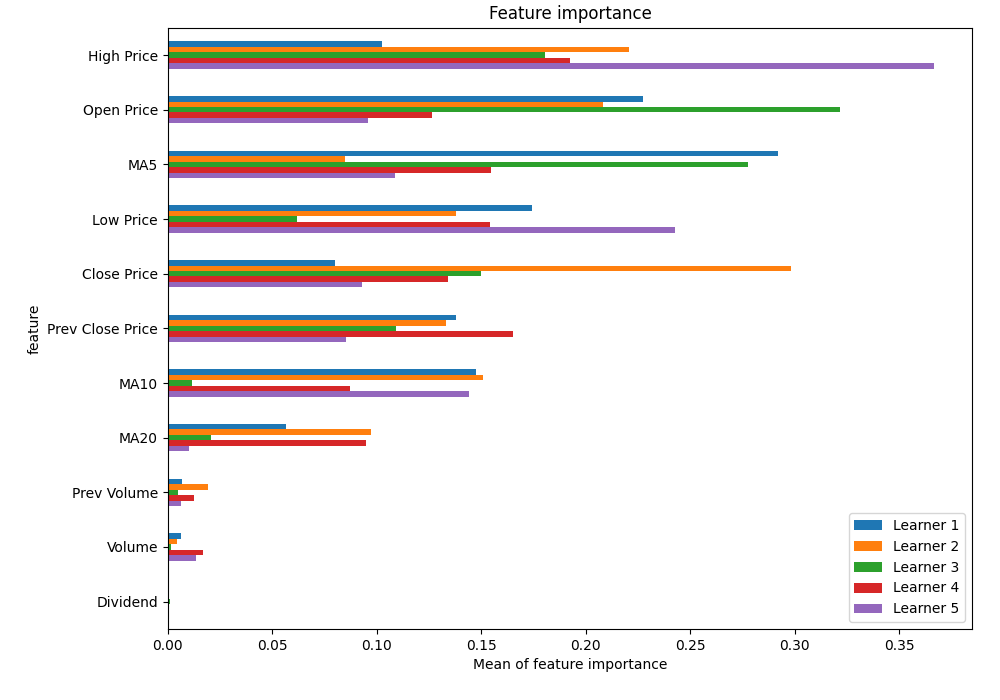 Feature importance
feature
High Price
Open Price
MA5
Low Price
Close Price
Prev Close Price
MA10
MA20
Prev Volume
Volume
Dividend
Learner 1
Learner 2
Learner 3
Learner 4
Learner 5
0.00 0.05 0.10 0.15 0.20 0.25 0.30 0.35
Mean of feature importance